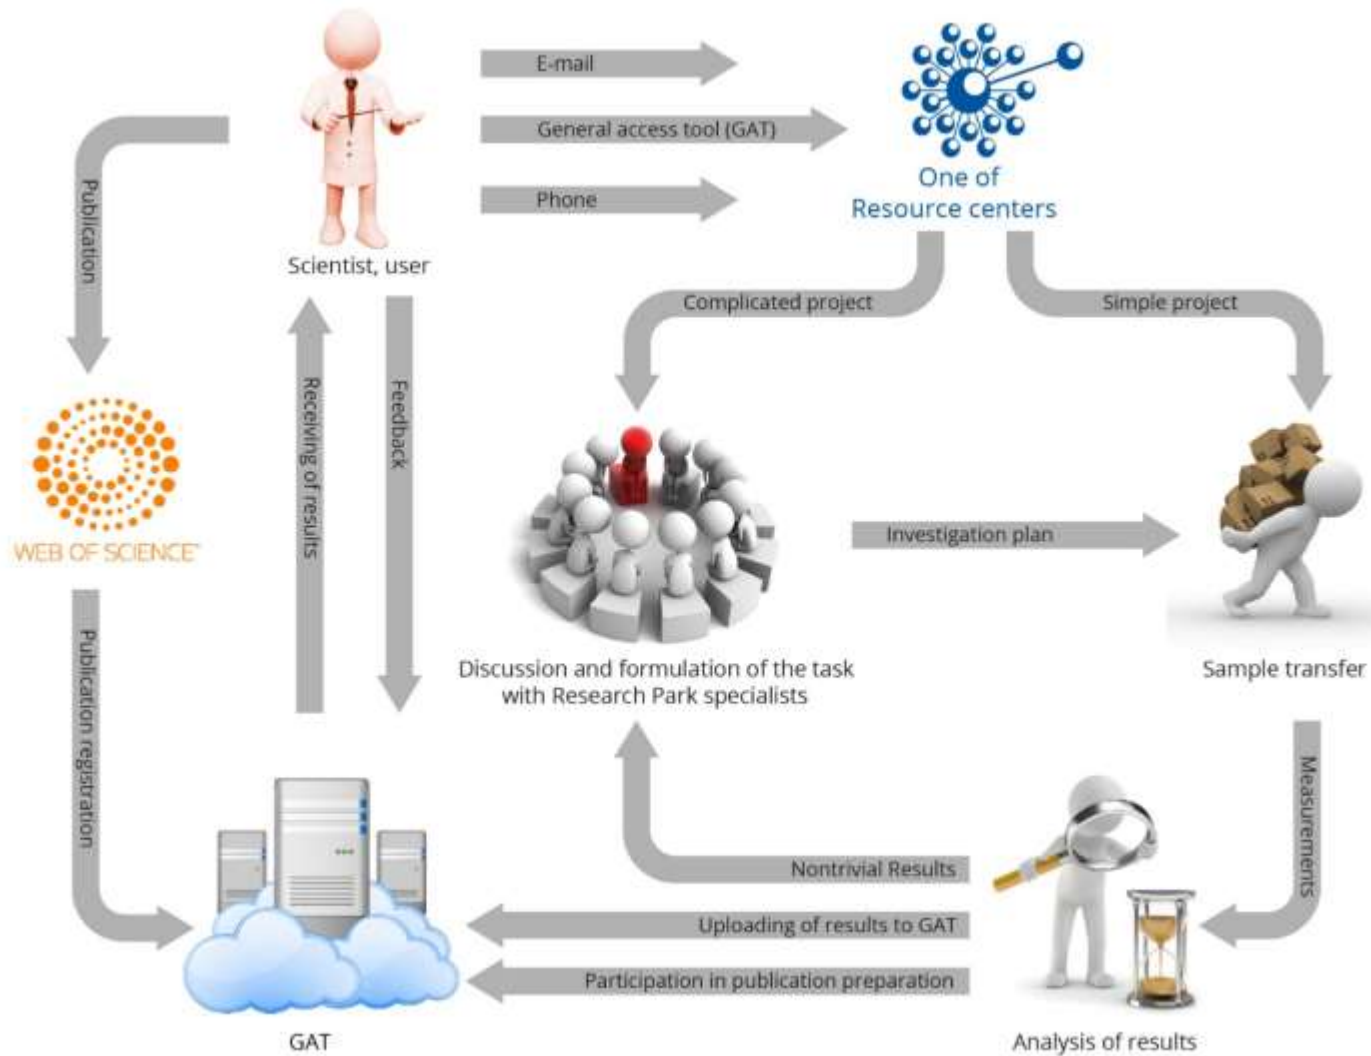 E-mail
General access tool (GAT)
Phone
Scientist, user
One of
Resource centers
Publication
Complicated project
Simple project
Receiving of results
Feedback
WEB OF SCIENCE™
Investigation plan
Discussion and formulation of the task
with Research Park specialists
Sample transfer
Publication registration
Measurements
Nontrivial Results
Uploading of results to GAT
Participation in publication preparation
GAT
Analysis of results